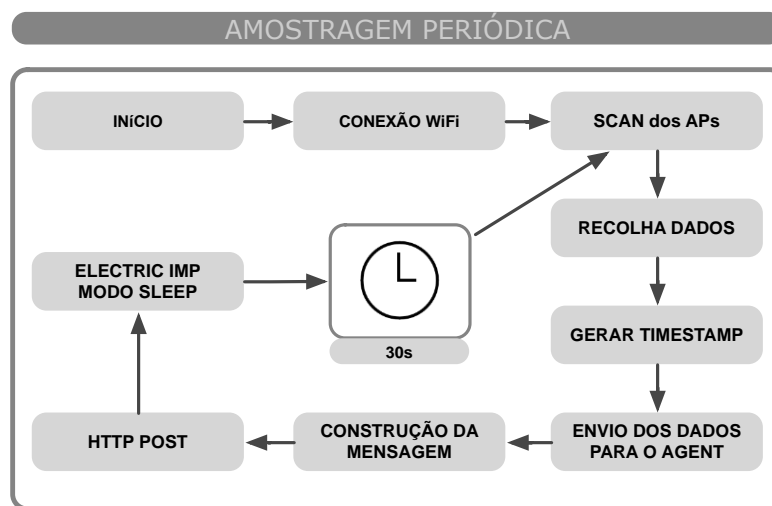 AMOSTRAGEM PERIÓDICA
INíCIO
CONEXÃO WiFi
SCAN dos APs
RECOLHA DADOS
ELECTRIC IMP
MODO SLEEP
30s
GERAR TIMESTAMP
HTTP POST
CONSTRUÇÃO DA
MENSAGEM
ENVIO DOS DADOS
PARA O AGENT